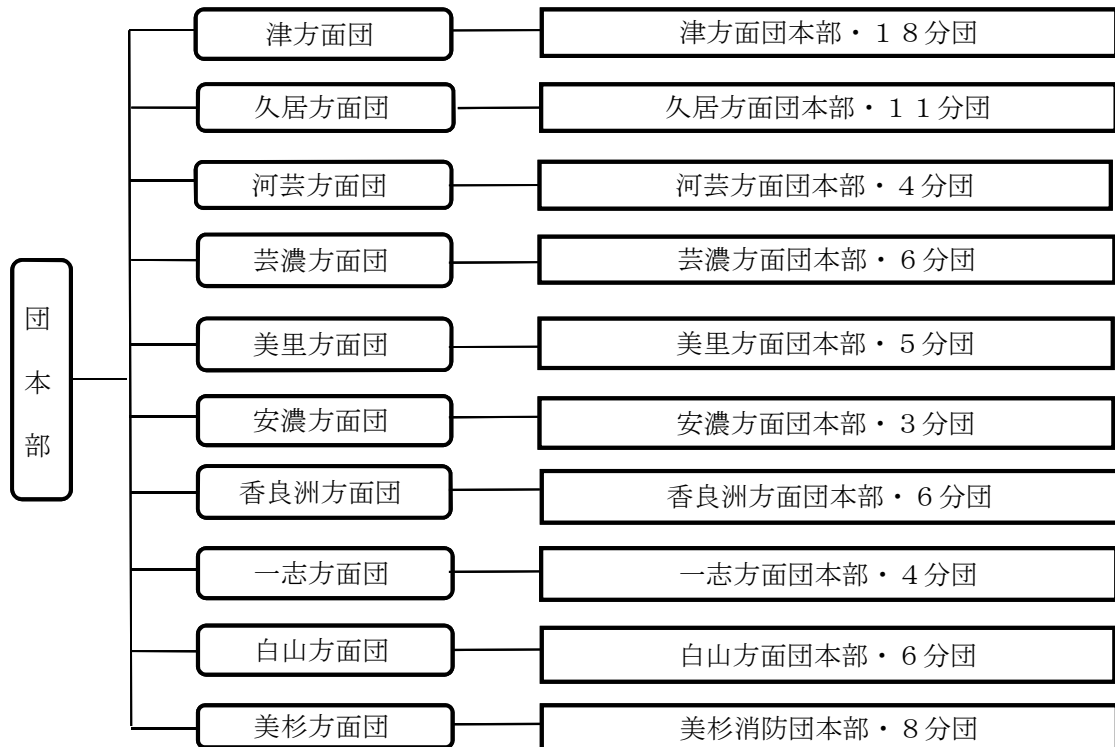 津方面団 津方面団本部・１８分団
久居方面団 久居方面団本部・１１分団
河芸方面団 河芸方面団本部・４分団
芸濃方面団 芸濃方面団本部・６分団
団本部
美里方面団 美里方面団本部・５分団
安濃方面団 安濃方面団本部・３分団
香良洲方面団 香良洲方面団本部・６分団
一志方面団 一志方面団本部・４分団
白山方面団 白山方面団本部・６分団
美杉方面団 美杉消防団本部・８分団